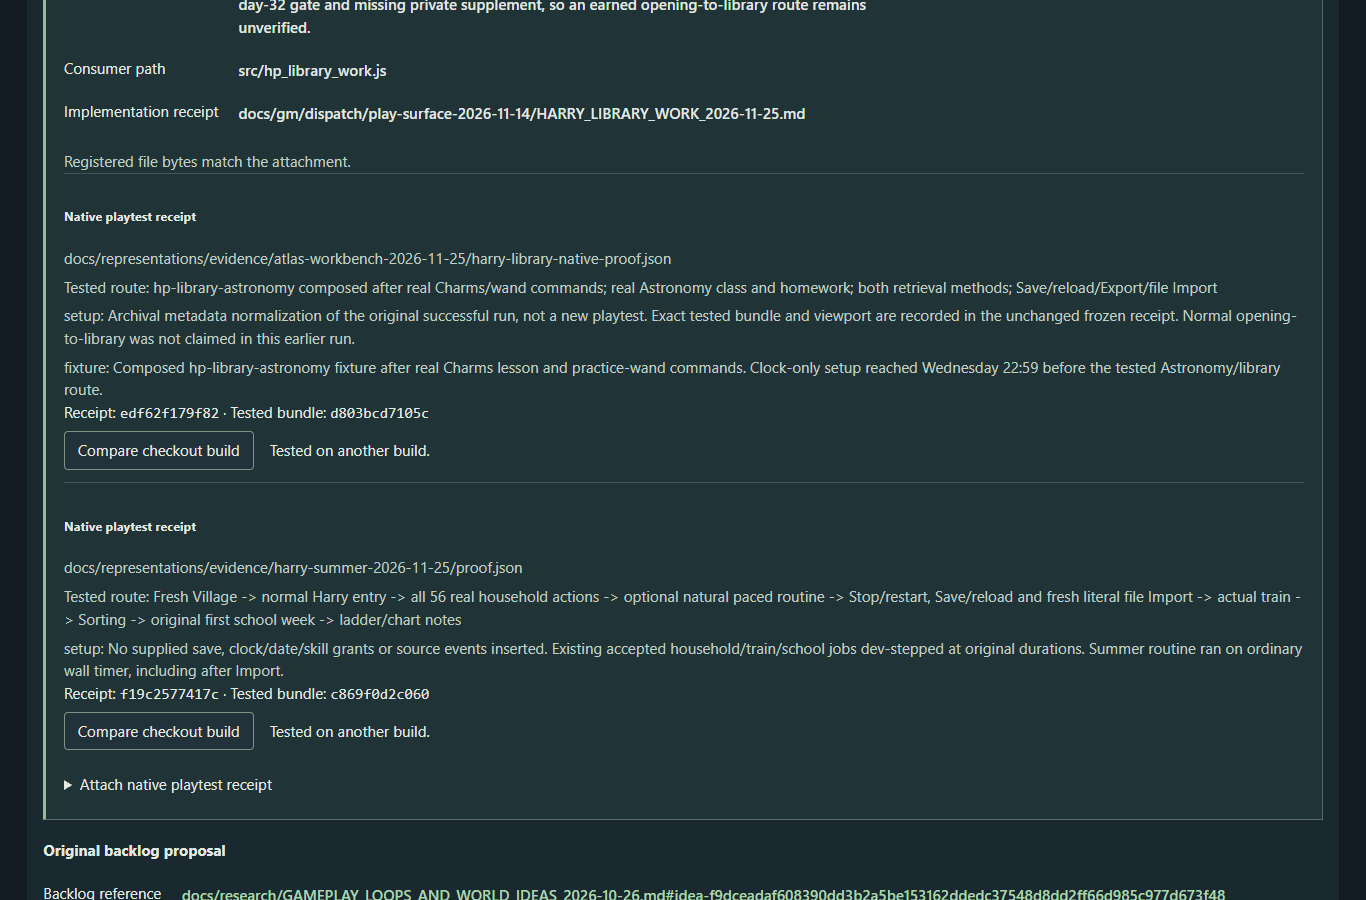 day-32 gate and missing private supplement, so an earned opening-to-library route remains
unverified.
Consumer path
src/hp_library_work.js
Implementation receipt
docs/gm/dispatch/play-surface-2026-11-14/HARRY_LIBRARY_WORK_2026-11-25.md
Registered file bytes match the attachment.
Native playtest receipt
docs/representations/evidence/atlas-workbench-2026-11-25/harry-library-native-proof.json
Tested route: hp-library-astronomy composed after real Charms/wand commands; real Astronomy class and homework; both retrieval methods; Save/reload/Export/file Import
setup: Archival metadata normalization of the original successful run, not a new playtest. Exact tested bundle and viewport are recorded in the unchanged frozen receipt. Normal opening-
to-library was not claimed in this earlier run.
fixture: Composed hp-library-astronomy fixture after real Charms lesson and practice-wand commands. Clock-only setup reached Wednesday 22:59 before the tested Astronomy/library
route.
Receipt: edf62f179f82 · Tested bundle: d803bcd7105c
Compare checkout build
Tested on another build.
Native playtest receipt
docs/representations/evidence/harry-summer-2026-11-25/proof.json
Tested route: Fresh Village -> normal Harry entry -> all 56 real household actions -> optional natural paced routine -> Stop/restart, Save/reload and fresh literal file Import -> actual train -
> Sorting -> original first school week -> ladder/chart notes
setup: No supplied save, clock/date/skill grants or source events inserted. Existing accepted household/train/school jobs dev-stepped at original durations. Summer routine ran on ordinary
wall timer, including after Import.
Receipt: f19c2577417c · Tested bundle: c869f0d2c060
Compare checkout build
Tested on another build.
▶ Attach native playtest receipt
Original backlog proposal
Backlog reference
docs/research/GAMEPLAY_LOOPS_AND_WORLD_IDEAS_2026-10-26.md#idea-f9dceadaf608390dd3b2a5be153162ddedc37548d8dd2ff66d985c977d673f48